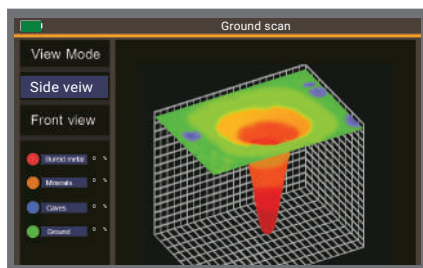 Ground scan
View Mode
Side veiw
Front view
Buried metal 0 %
Minerals 0 %
Caves 0 %
Ground 0 %